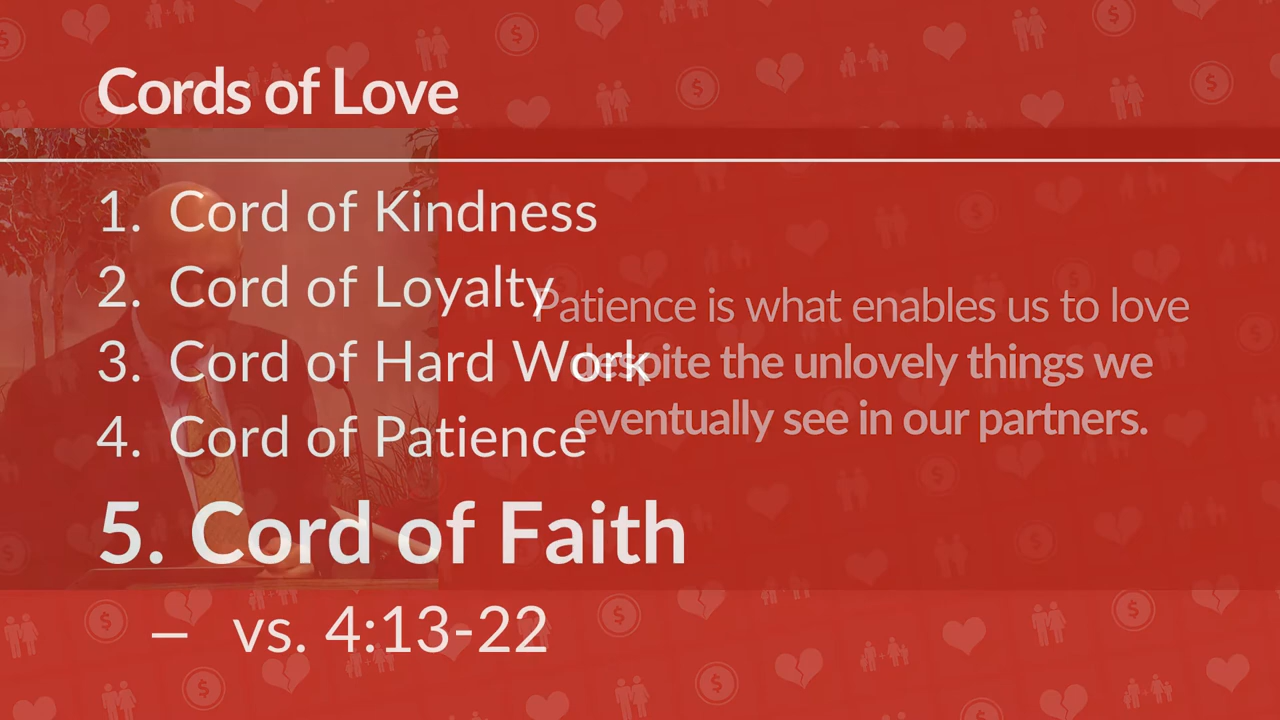 Cords of Love
1. Cord of Kindness
2. Cord of Loyalty
3. Cord of Hard Work
4. Cord of Patience
5. Cord of Faith
– vs. 4:13-22
Patience is what enables us to love
despite the unlovely things we
eventually see in our partners.